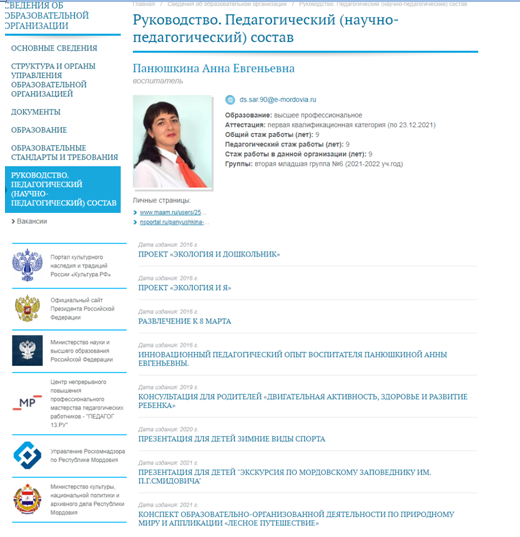 СВЕДЕНИЯ ОБ
ОБРАЗОВАТЕЛЬНОЙ
ОРГАНИЗАЦИИ
ОСНОВНЫЕ СВЕДЕНИЯ
СТРУКТУРА И ОРГАНЫ
УПРАВЛЕНИЯ
ОБРАЗОВАТЕЛЬНОЙ
ОРГАНИЗАЦИЕЙ
ДОКУМЕНТЫ
ОБРАЗОВАНИЕ
ОБРАЗОВАТЕЛЬНЫЕ
СТАНДАРТЫ И ТРЕБОВАНИЯ
РУКОВОДСТВО.
ПЕДАГОГИЧЕСКИЙ
(НАУЧНО-
ПЕДАГОГИЧЕСКИЙ) СОСТАВ
Вакансии
Портал культурного
наследия и традиций
России «Культура.РФ»
Официальный сайт
Президента Российской
Федерации
Министерство науки и
высшего образования
Российской Федерации
МР
Центр непрерывного
повышения
профессионального
мастерства педагогических
работников - "ПЕДАГОГ
13.РУ"
Управление Роскомнадзора
по Республике Мордовия
Министерство культуры,
национальной политики и
архивного дела Республики
Мордовия
Главная / Сведения об образовательной организации / Руководство. Педагогический (научно-педагогический) состав
Руководство. Педагогический (научно-
педагогический) состав
Панюшкина Анна Евгеньевна
воспитатель
ds.sar.90@e-mordovia.ru
Образование: высшее профессиональное
Аттестация: первая квалификационная категория (по 23.12.2021)
Общий стаж работы (лет): 9
Педагогический стаж работы (лет): 9
Стаж работы в данной организации (лет): 9
Группы: вторая младшая группа №6 (2021-2022 уч.год)
Личные страницы:
www.maam.ru/users/25...
nsportal.ru/panyushkina-...
Дата издания: 2016 г.
ПРОЕКТ «ЭКОЛОГИЯ И ДОШКОЛЬНИК»
Дата издания: 2016 г.
ПРОЕКТ «ЭКОЛОГИЯ И Я»
Дата издания: 2016 г.
РАЗВЛЕЧЕНИЕ К 8 МАРТА
Дата издания: 2016 г.
ИННОВАЦИОННЫЙ ПЕДАГОГИЧЕСКИЙ ОПЫТ ВОСПИТАТЕЛЯ ПАНЮШКИНОЙ АННЫ
ЕВГЕНЬЕВНЫ.
Дата издания: 2019 г.
КОНСУЛЬТАЦИЯ ДЛЯ РОДИТЕЛЕЙ «ДВИГАТЕЛЬНАЯ АКТИВНОСТЬ, ЗДОРОВЬЕ И РАЗВИТИЕ
РЕБЕНКА»
Дата издания: 2020 г.
ПРЕЗЕНТАЦИЯ ДЛЯ ДЕТЕЙ ЗИМНИЕ ВИДЫ СПОРТА
Дата издания: 2021 г.
ПРЕЗЕНТАЦИЯ ДЛЯ ДЕТЕЙ "ЭКСКУРСИЯ ПО МОРДОВСКОМУ ЗАПОВЕДНИКУ ИМ.
П.Г.СМИДОВИЧА"
Дата издания: 2021 г.
КОНСПЕКТ ОБРАЗОВАТЕЛЬНО-ОРГАНИЗОВАННОЙ ДЕЯТЕЛЬНОСТИ ПО ПРИРОДНОМУ
МИРУ И АППЛИКАЦИИ «ЛЕСНОЕ ПУТЕШЕСТВИЕ»